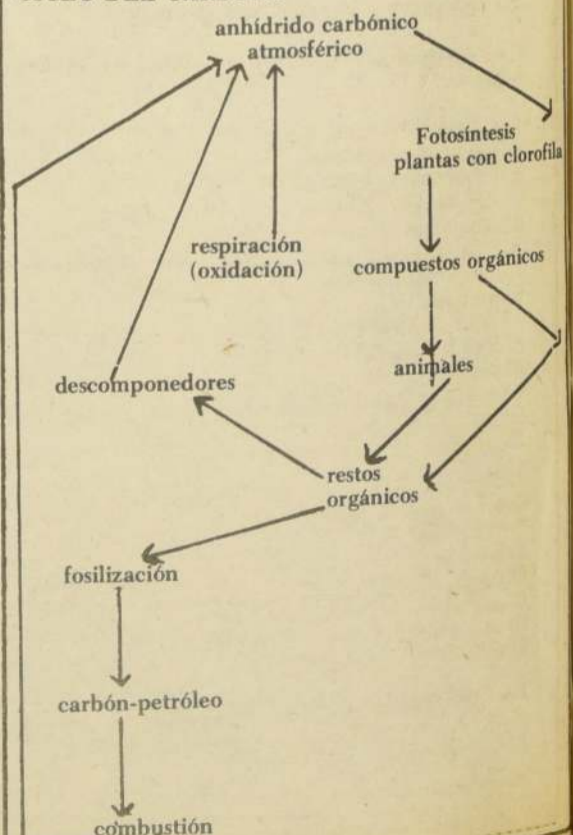 anhídrido carbónico
atmosférico
Fotosíntesis
plantas con clorofila
respiración
(oxidación)
compuestos orgánicos
descomponedores
animales
restos
orgánicos
fosilización
carbón-petróleo
combustión